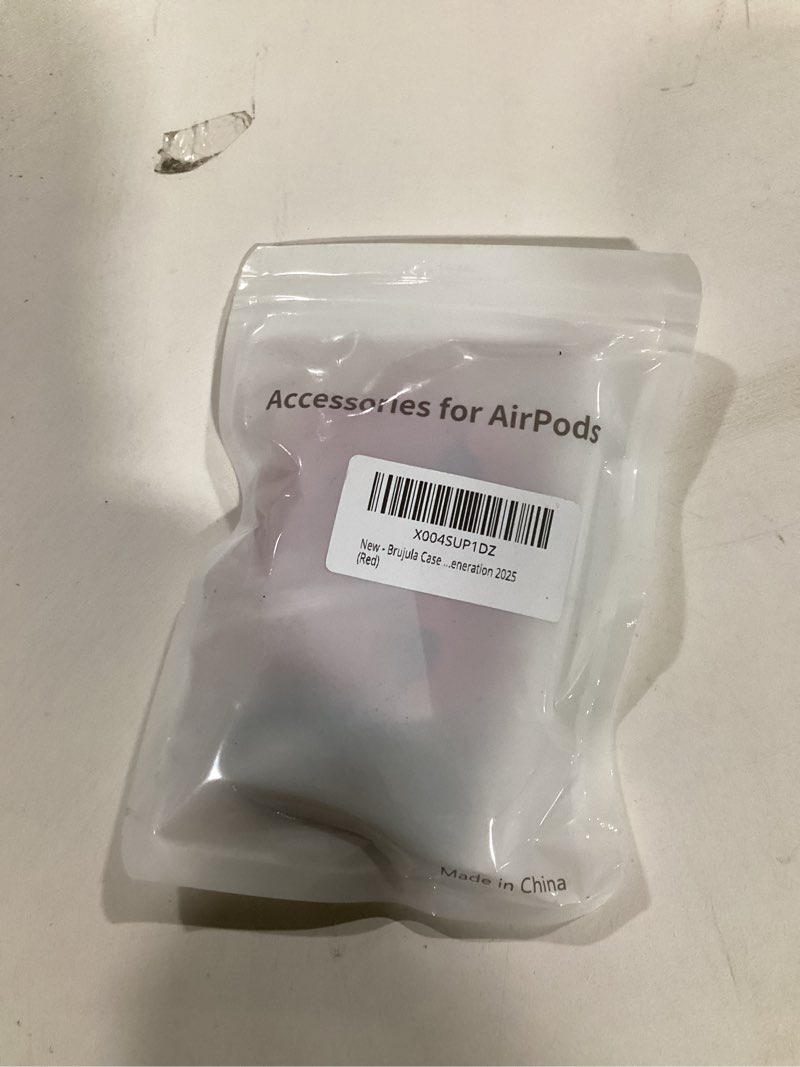 Accessories for AirPods
X004SUP1DZ
New - Brujula Case ...eneration 2025
(Red)
Made in China